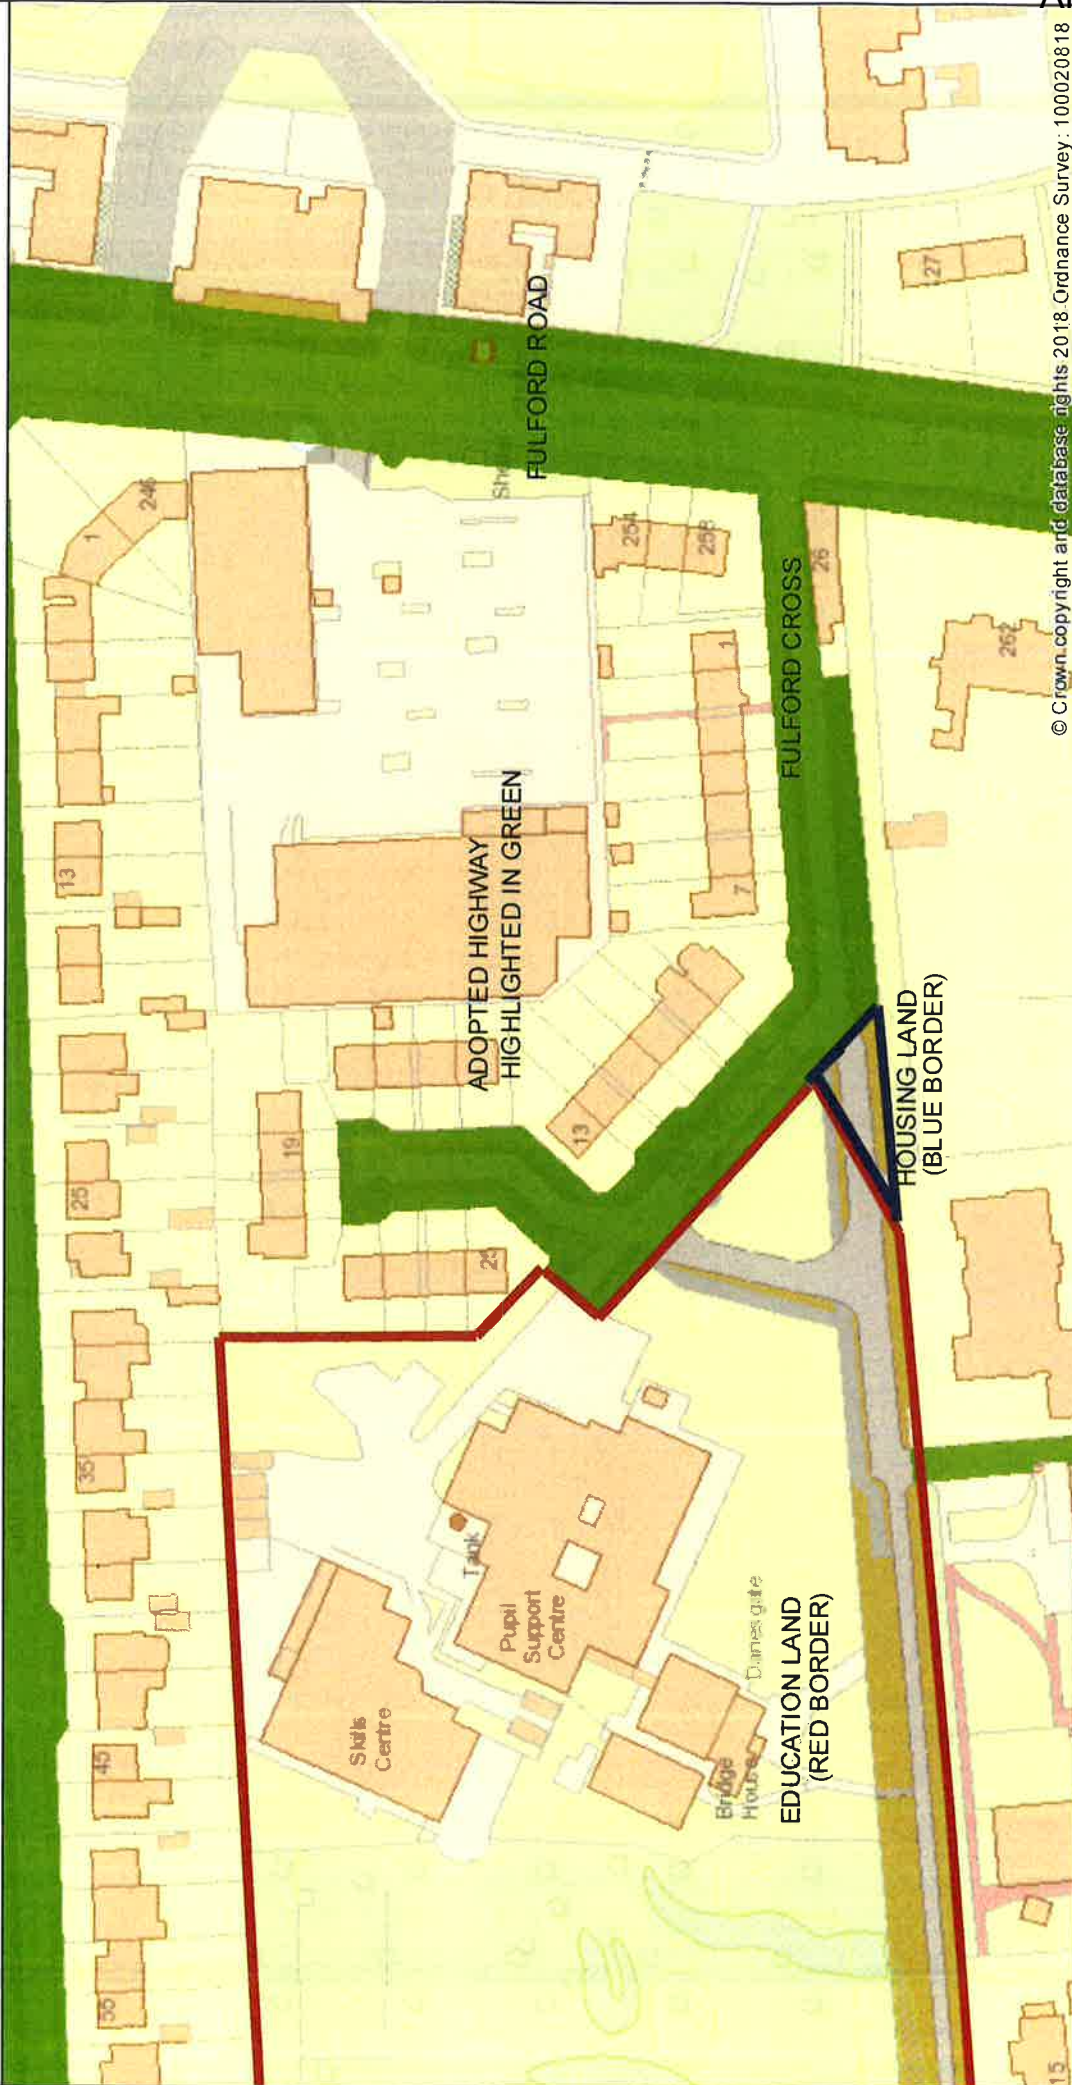 FULFORD ROAD
FULFORD CROSS
ADOPTED HIGHWAY
HIGHLIGHTED IN GREEN
HOUSING LAND
(BLUE BORDER)
EDUCATION LAND
(RED BORDER)
Pupil
Support
Centre
Skills
Centre
Tank
Bridge
House
Danesgate
1
246
254
258
26
262
27
1
7
13
13
19
25
25
35
45
55
15
© Crown copyright and database rights 2018 Ordnance Survey: 100020818